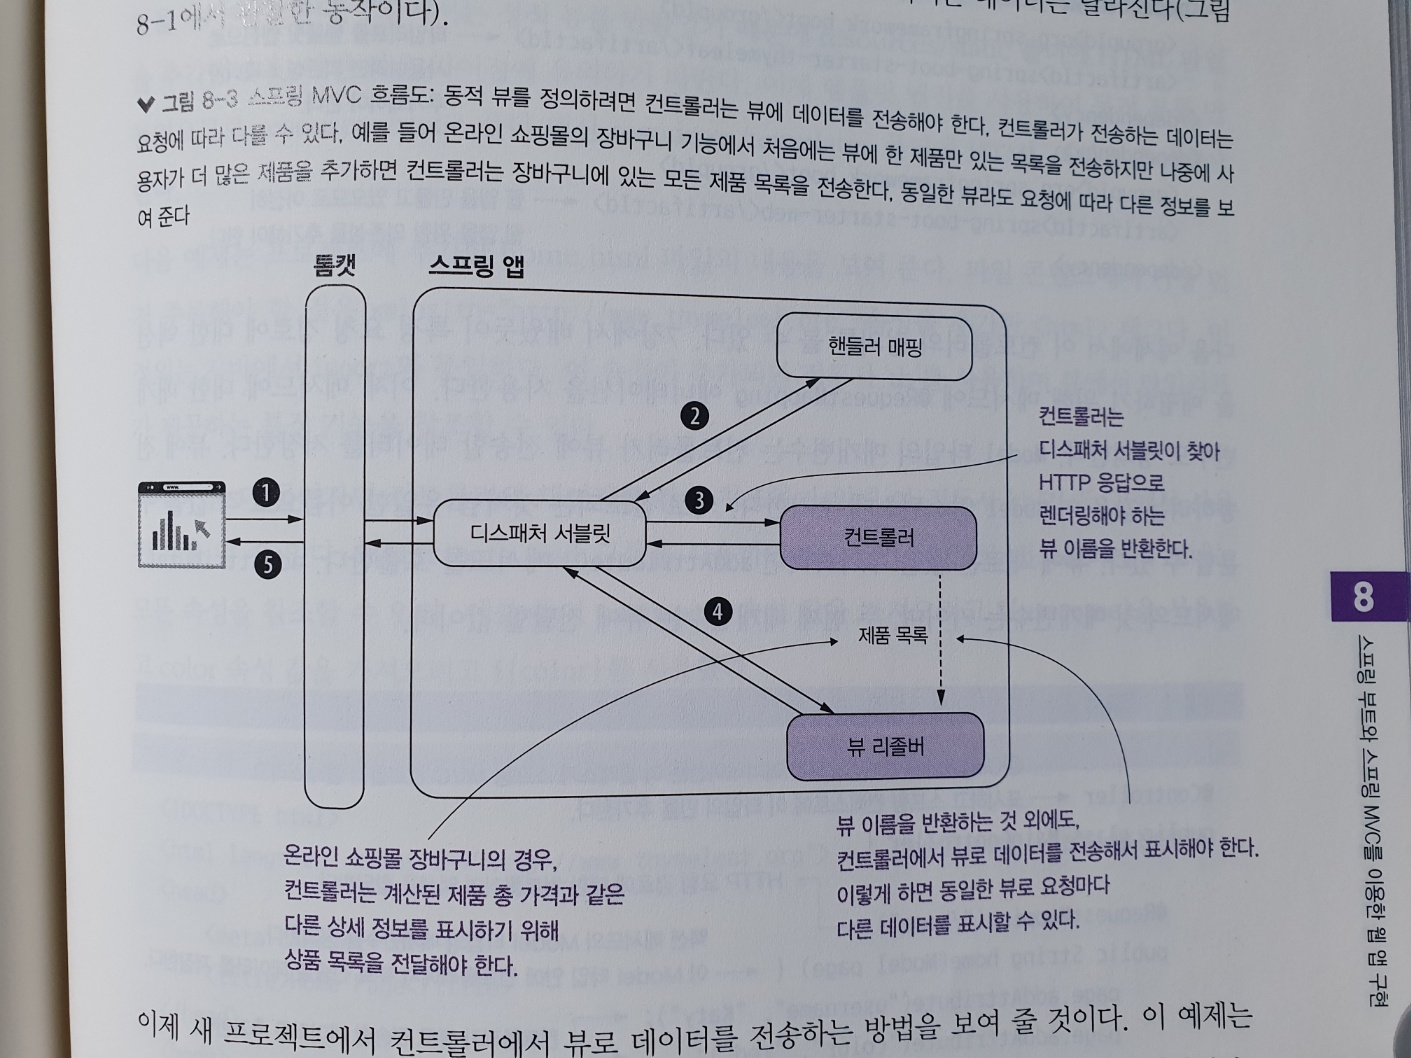 데이터는 달라진다(그림
8-1에서 한 동작이다).
그림 8-3 스프링 MVC 흐름도: 동적 뷰를 정의하려면 컨트롤러는 뷰에 데이터를 전송해야 한다. 컨트롤러가 전송하는 데이터는
요청에 따라 다를 수 있다. 예를 들어 온라인 쇼핑몰의 장바구니 기능에서 처음에는 뷰에 한 제품만 있는 목록을 전송하지만 나중에 사
용자가 더 많은 제품을 추가하면 컨트롤러는 장바구니에 있는 모든 제품 목록을 전송한다. 동일한 뷰라도 요청에 따라 다른 정보를 보
여 준다
톰캣
스프링 앱
핸들러 매핑
2
컨트롤러는
디스패처 서블릿이 찾아
HTTP 응답으로
렌더링해야 하는
뷰 이름을 반환한다.
www.
1
3
디스패처 서블릿
컨트롤러
5
4
제품 목록
뷰 리졸버
온라인 쇼핑몰 장바구니의 경우,
컨트롤러는 계산된 제품 총 가격과 같은
다른 상세 정보를 표시하기 위해
상품 목록을 전달해야 한다.
뷰 이름을 반환하는 것 외에도,
컨트롤러에서 뷰로 데이터를 전송해서 표시해야 한다.
이렇게 하면 동일한 뷰로 요청마다
다른 데이터를 표시할 수 있다.
8
스프링 부트와 스프링 MVC를 이용한 웹 앱 구현
이제 새 프로젝트에서 컨트롤러에서 뷰로 데이터를 전송하는 방법을 보여 줄 것이다. 이 예제는